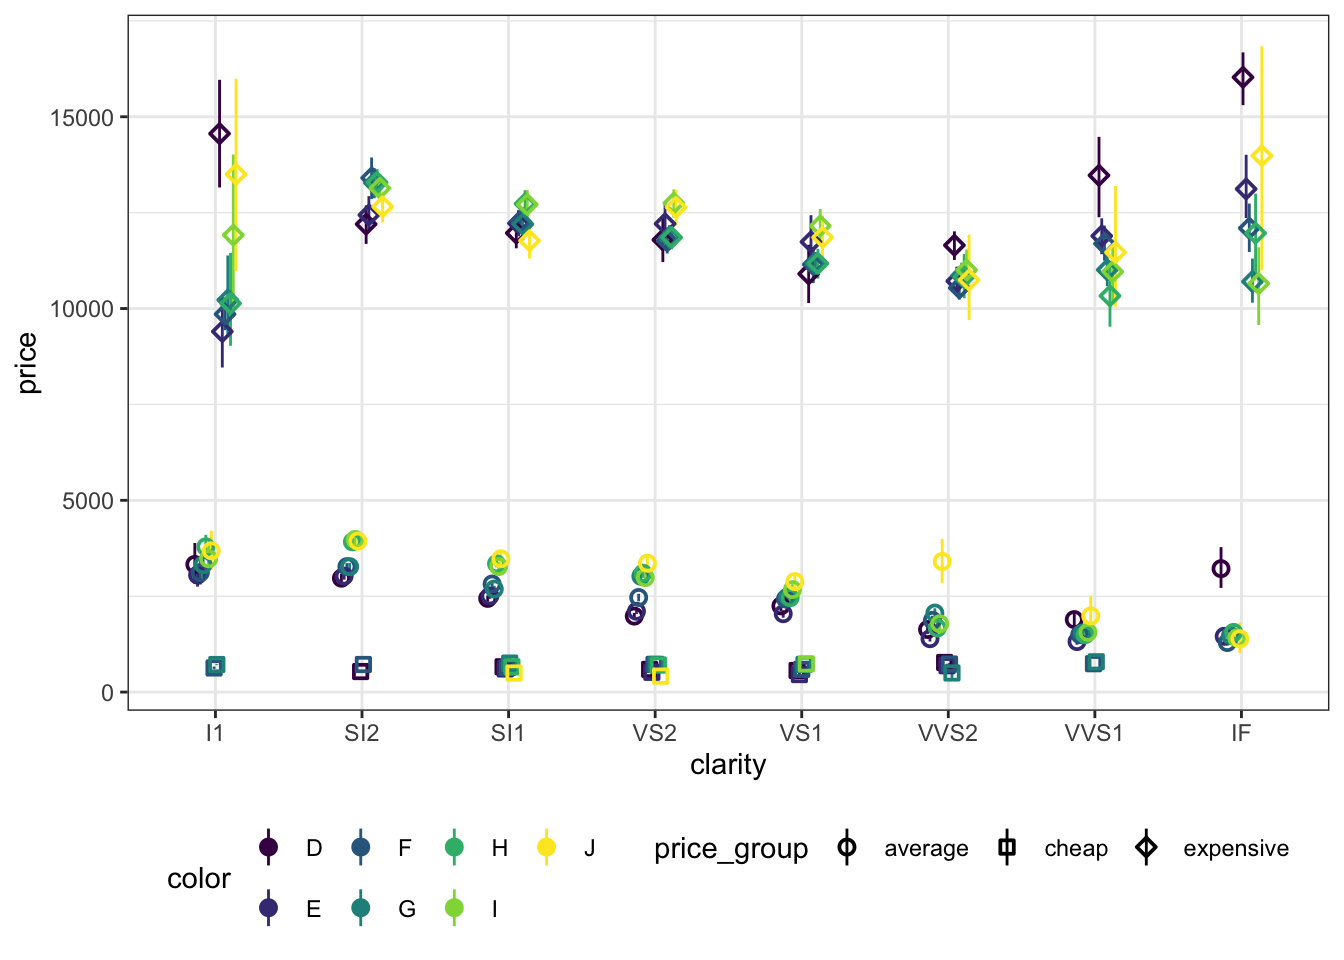 15000
10000
5000
0
price
I1 SI2 SI1 VS2 VS1 VVS2 VVS1 IF
clarity
color
D F H J
E G I
price_group average cheap expensive